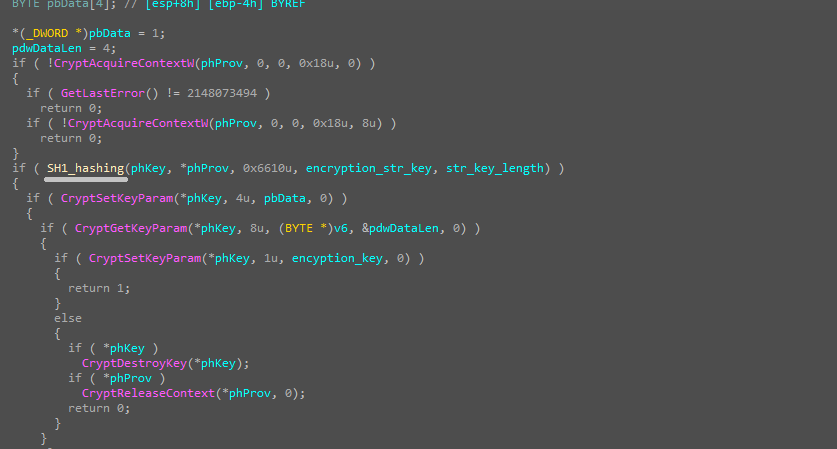 BYTE pbData[4]; // [esp+8h] [ebp-4h] BYREF
*(_DWORD *)pbData = 1;
pdwDataLen = 4;
if ( !CryptAcquireContextW(phProv, 0, 0, 0x18u, 0) )
{
if ( GetLastError() != 2148073494 )
return 0;
if ( !CryptAcquireContextW(phProv, 0, 0, 0x18u, 8u) )
return 0;
}
if ( SH1_hashing(phKey, *phProv, 0x6610u, encryption_str_key, str_key_length) )
{
if ( CryptSetKeyParam(*phKey, 4u, pbData, 0) )
{
if ( CryptGetKeyParam(*phKey, 8u, (BYTE *)v6, &pdwDataLen, 0) )
{
if ( CryptSetKeyParam(*phKey, 1u, encyption_key, 0) )
{
return 1;
}
else
{
if ( *phKey )
CryptDestroyKey(*phKey);
if ( *phProv )
CryptReleaseContext(*phProv, 0);
return 0;
}
}